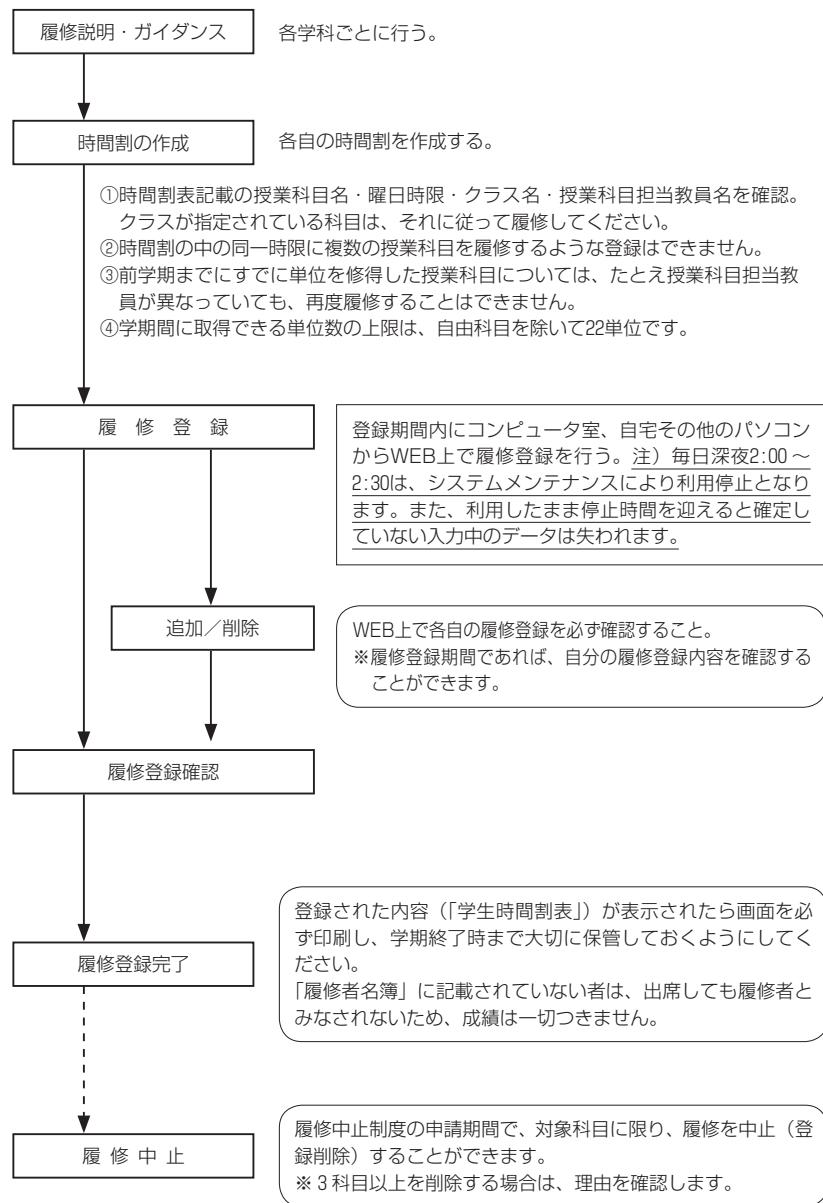 履修説明・ガイダンス
各学科ごとに行う。
時間割の作成
各自の時間割を作成する。
①時間割表記載の授業科目名・曜日時限・クラス名・授業科目担当教員名を確認。
クラスが指定されている科目は、それに従って履修してください。
②時間割の中の同一時限に複数の授業科目を履修するような登録はできません。
③前学期までにすでに単位を修得した授業科目については、たとえ授業科目担当教
員が異なっていても、再度履修することはできません。
④学期間に取得できる単位数の上限は、自由科目を除いて22単位です。
履 修 登 録
登録期間内にコンピュータ室、自宅その他のパソコン
からWEB上で履修登録を行う。注）毎日深夜2:00～
2:30は、システムメンテナンスにより利用停止となり
ます。また、利用したまま停止時間を迎えると確定し
ていない入力中のデータは失われます。
追加／削除
WEB上で各自の履修登録を必ず確認すること。
※履修登録期間であれば、自分の履修登録内容を確認する
ことができます。
履修登録確認
登録された内容（「学生時間割表」）が表示されたら画面を必
ず印刷し、学期終了時まで大切に保管しておくようにしてく
ださい。
「履修者名簿」に記載されていない者は、出席しても履修者と
みなされないため、成績は一切つきません。
履修登録完了
履修中止制度の申請期間で、対象科目に限り、履修を中止（登
録削除）することができます。
※３科目以上を削除する場合は、理由を確認します。
履 修 中 止